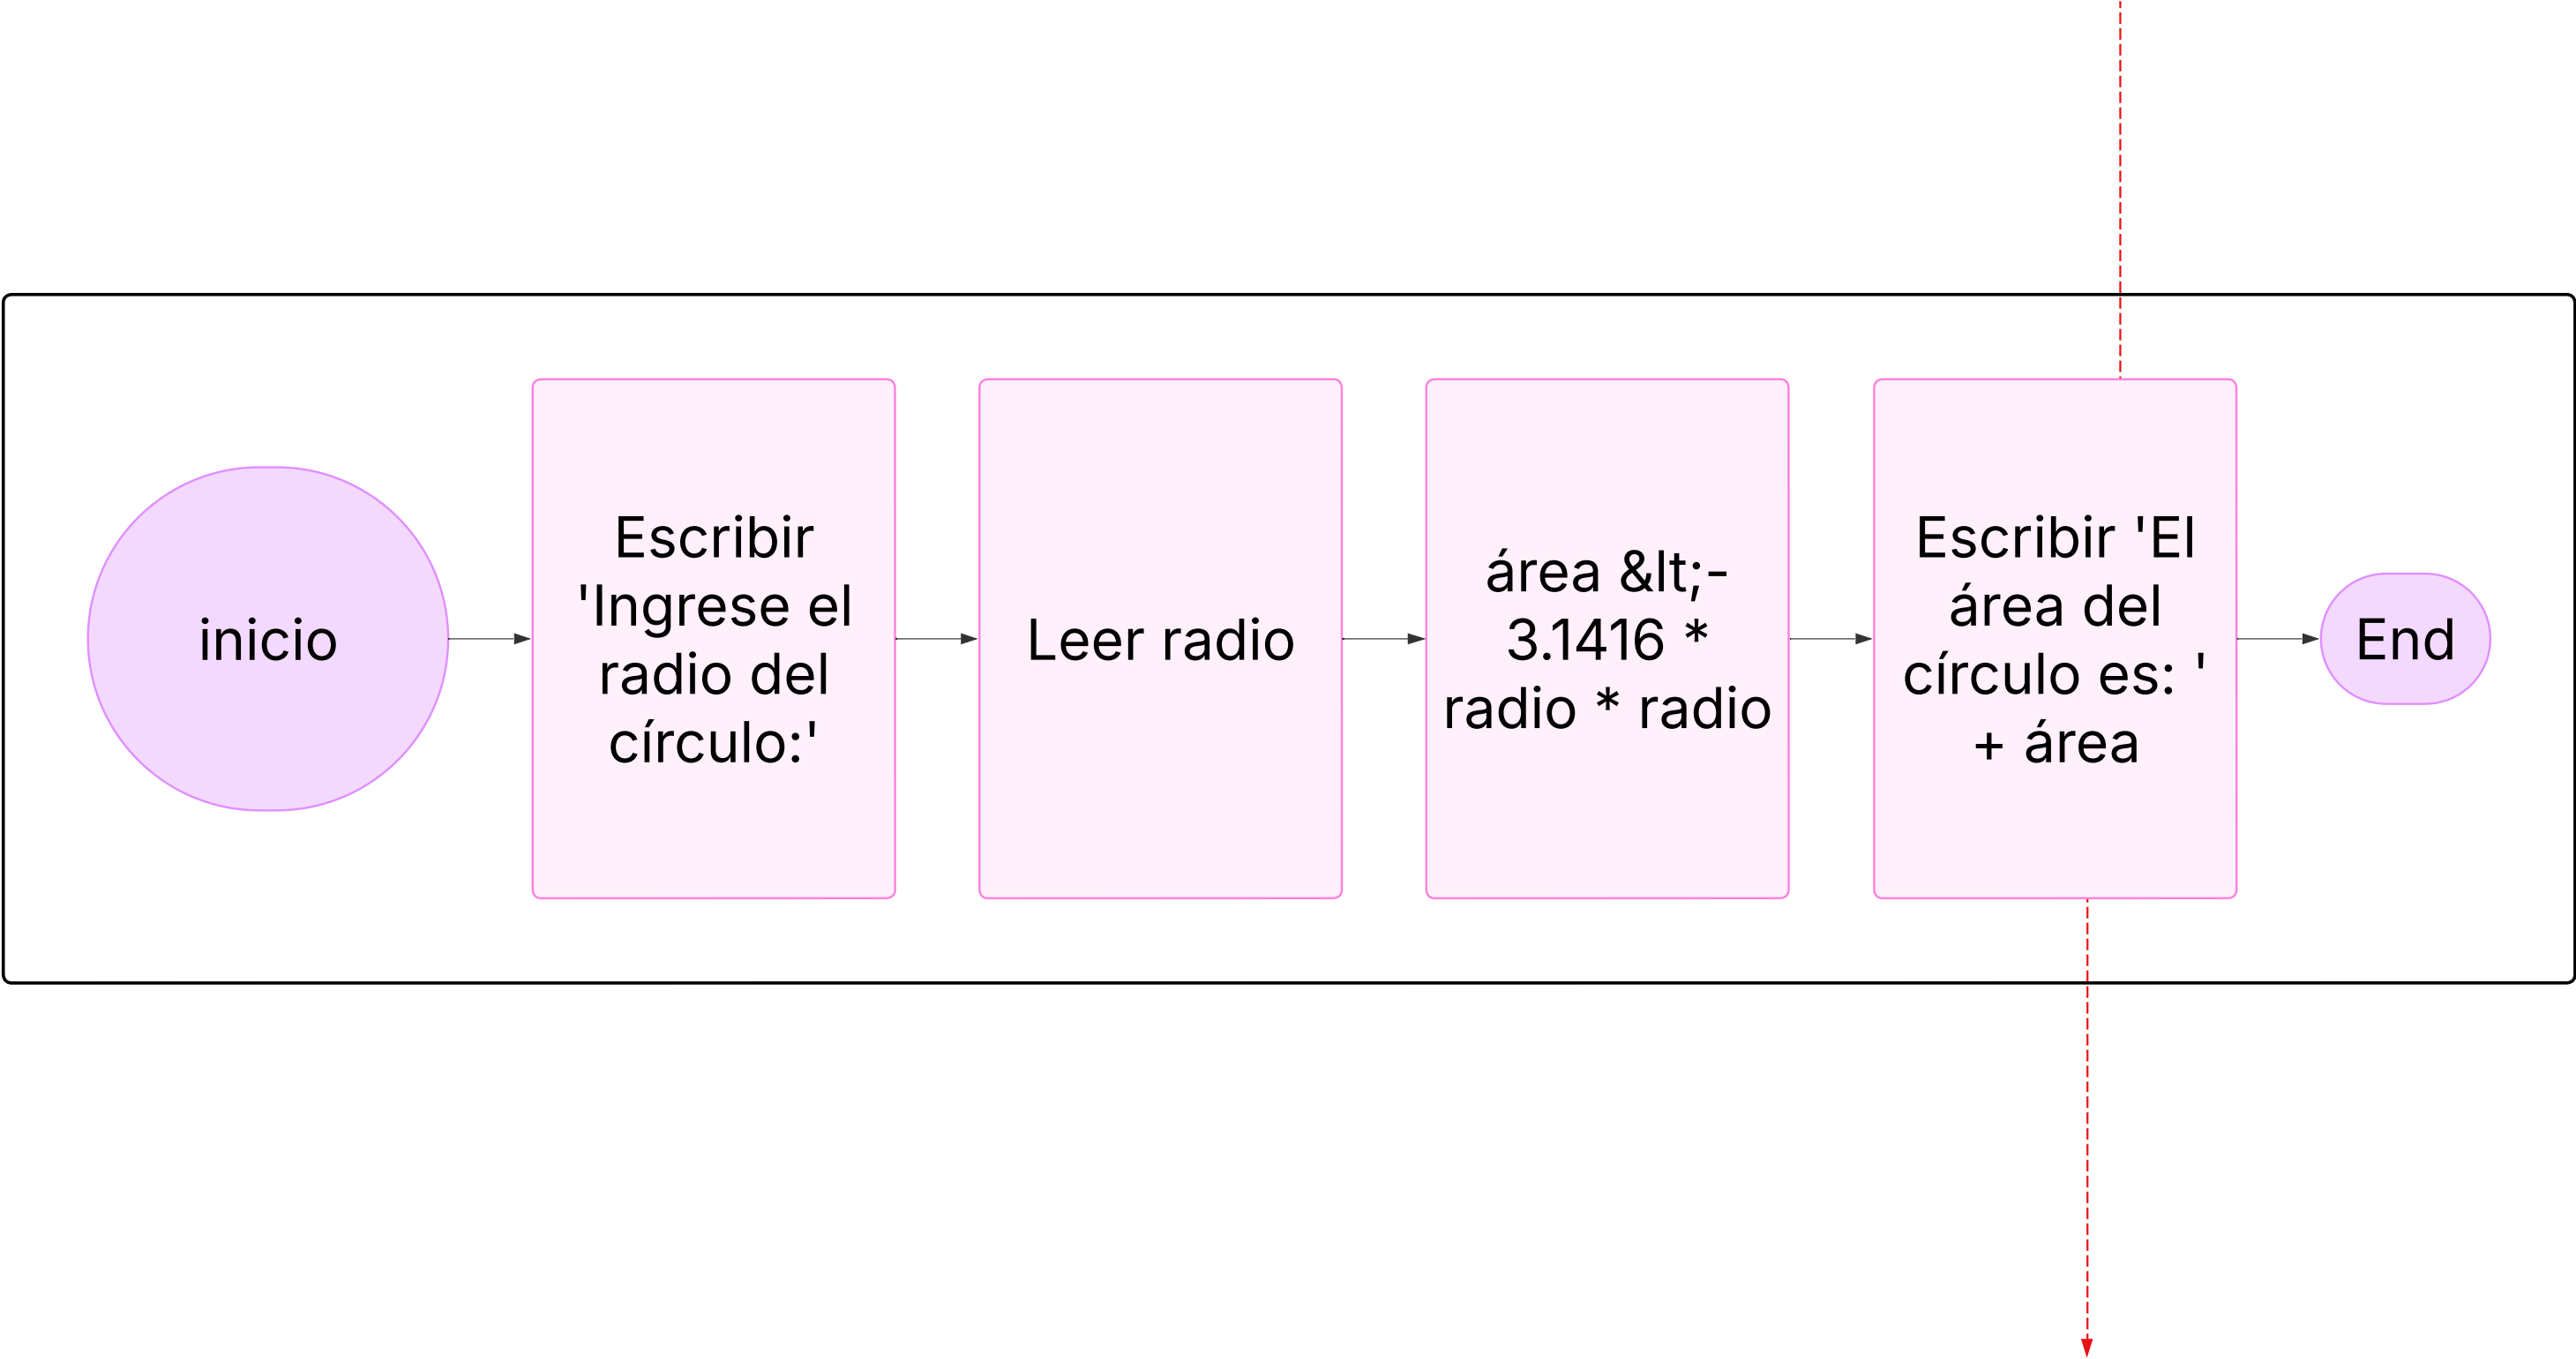 inicio
Escribir
'Ingrese el
radio del
círculo:'
Leer radio
área &lt;-
3.1416 *
radio * radio
Escribir 'El
área del
círculo es: '
+ área
End